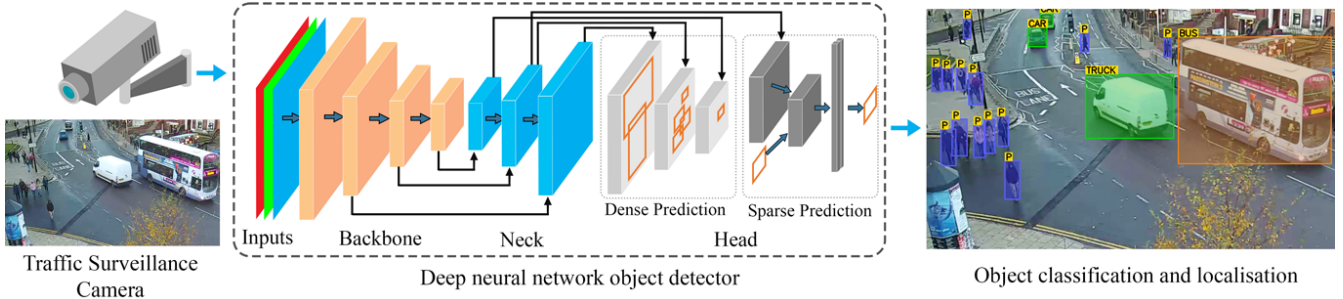 Traffic Surveillance
Camera
Inputs
Backbone
Neck
Dense Prediction
Sparse Prediction
Head
Deep neural network object detector
CAR
CAR
P
P
BUS
TRUCK
BUS
LANE
P
P
P
P
P
P
P
P
P
P
P
Object classification and localisation